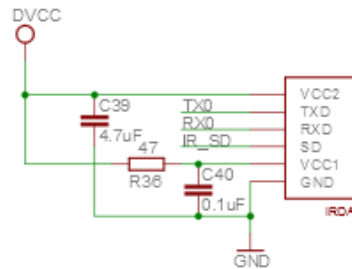 DVCC
C39
4.7uF
TX0
RX0
IR_SD
47
R36
C40
0.1uF
VCC2
TXD
RXD
SD
VCC1
GND
IRDA
GND